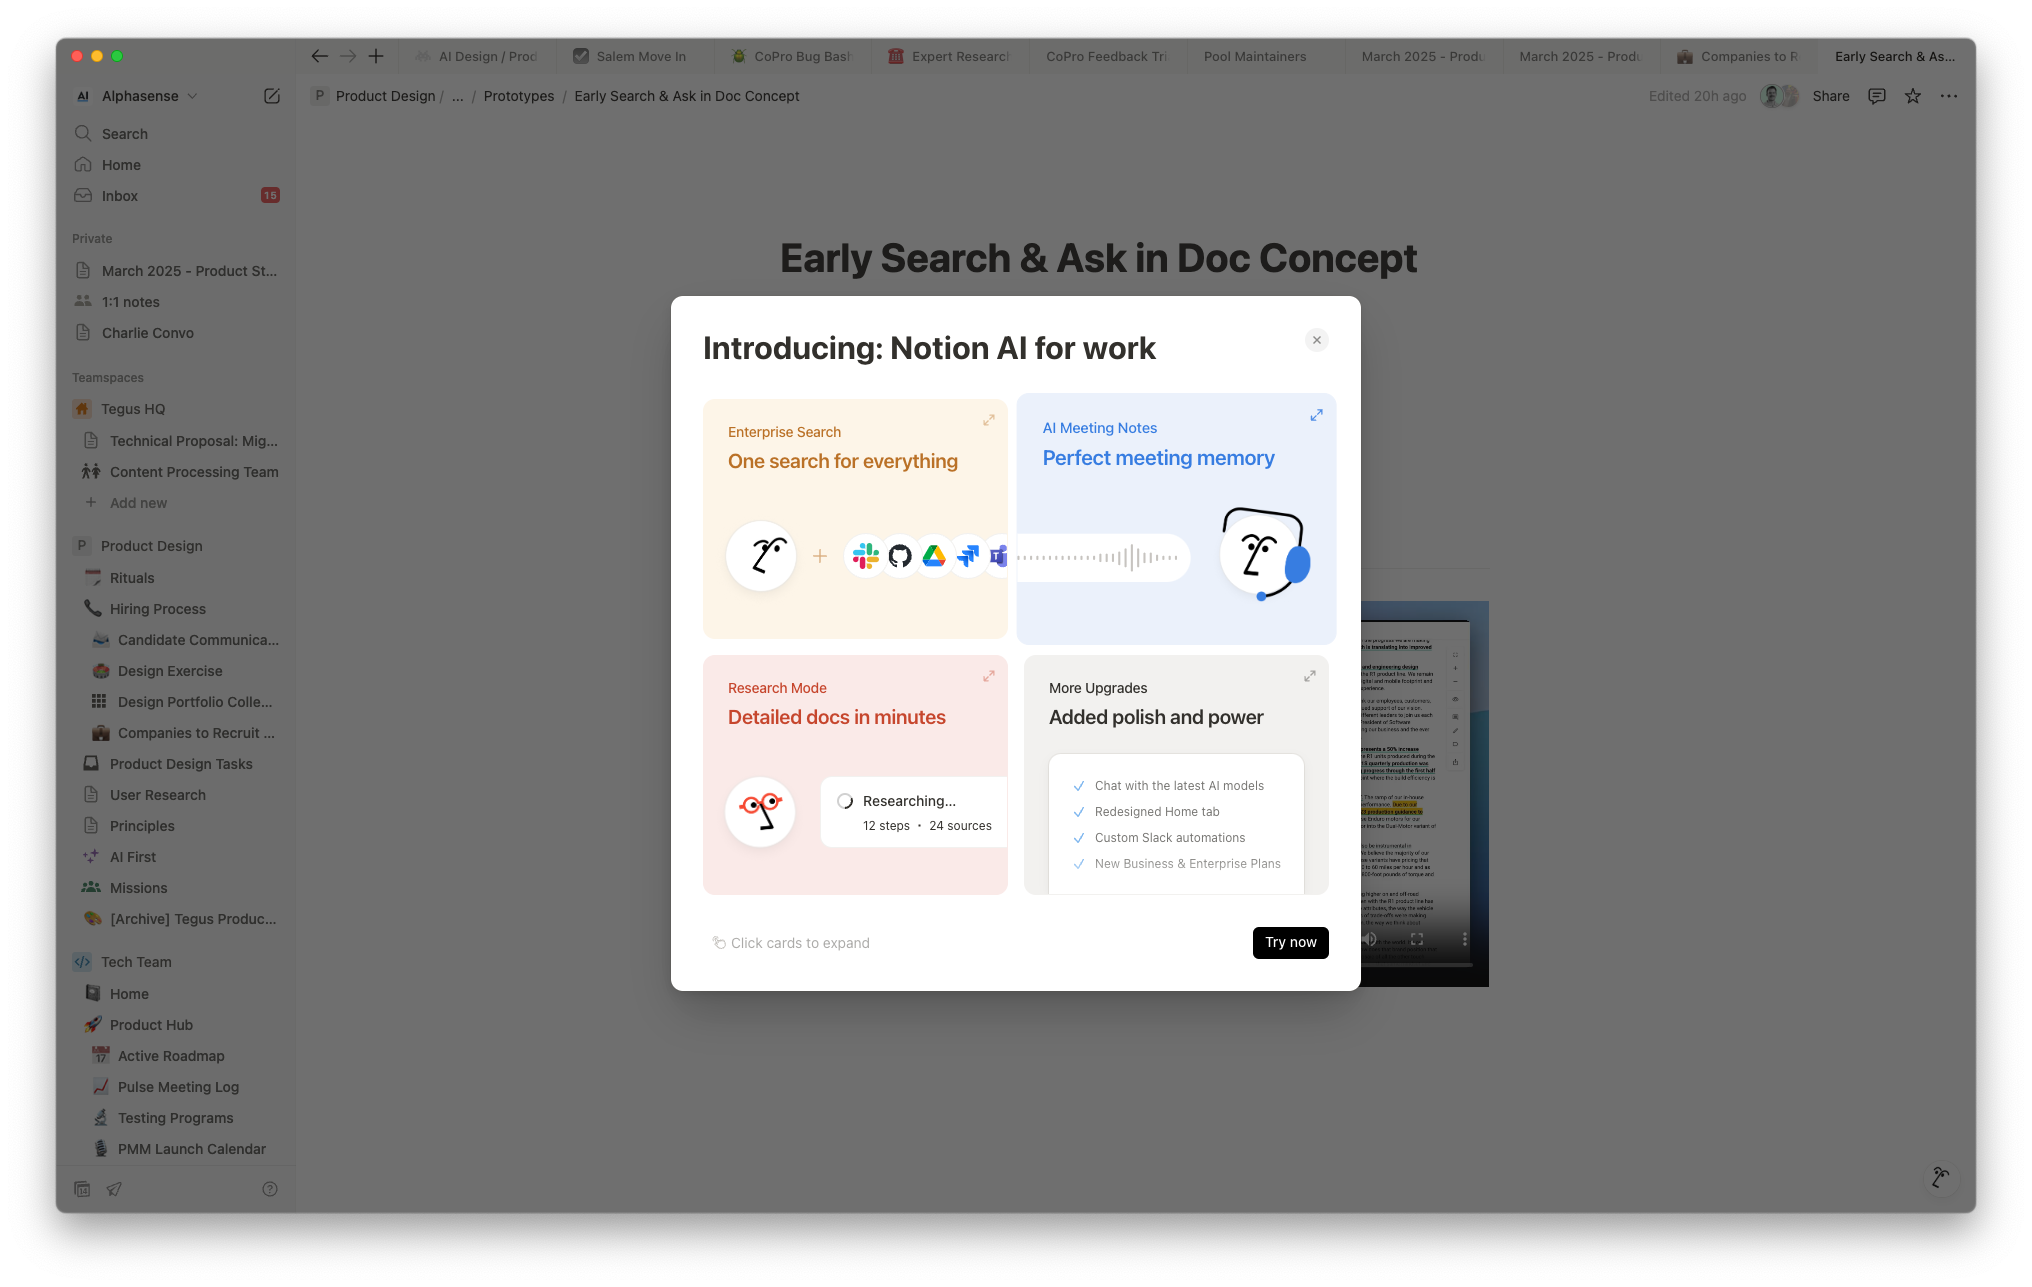 AI Design / Prod
Salem Move In
CoPro Bug Bash
Expert Research
CoPro Feedback Tri
Pool Maintainers
March 2025 - Produ
March 2025 - Produ
Companies to R
Early Search & As...
AI Alphasense
P Product Design / ... / Prototypes / Early Search & Ask in Doc Concept
Edited 20h ago
Share
Search
Home
Inbox
15
Private
March 2025 - Product St...
1:1 notes
Charlie Convo
Teamspaces
Tegus HQ
Technical Proposal: Mig...
Content Processing Team
Add new
P Product Design
Rituals
Hiring Process
Candidate Communica...
Design Exercise
Design Portfolio Colle...
Companies to Recruit ...
Product Design Tasks
User Research
Principles
AI First
Missions
[Archive] Tegus Produc...
Tech Team
Home
Product Hub
Active Roadmap
Pulse Meeting Log
Testing Programs
PMM Launch Calendar
14
Early Search & Ask in Doc Concept
Introducing: Notion AI for work
Enterprise Search
One search for everything
AI Meeting Notes
Perfect meeting memory
Research Mode
Detailed docs in minutes
Researching...
12 steps • 24 sources
More Upgrades
Added polish and power
Chat with the latest AI models
Redesigned Home tab
Custom Slack automations
New Business & Enterprise Plans
Click cards to expand
Try now